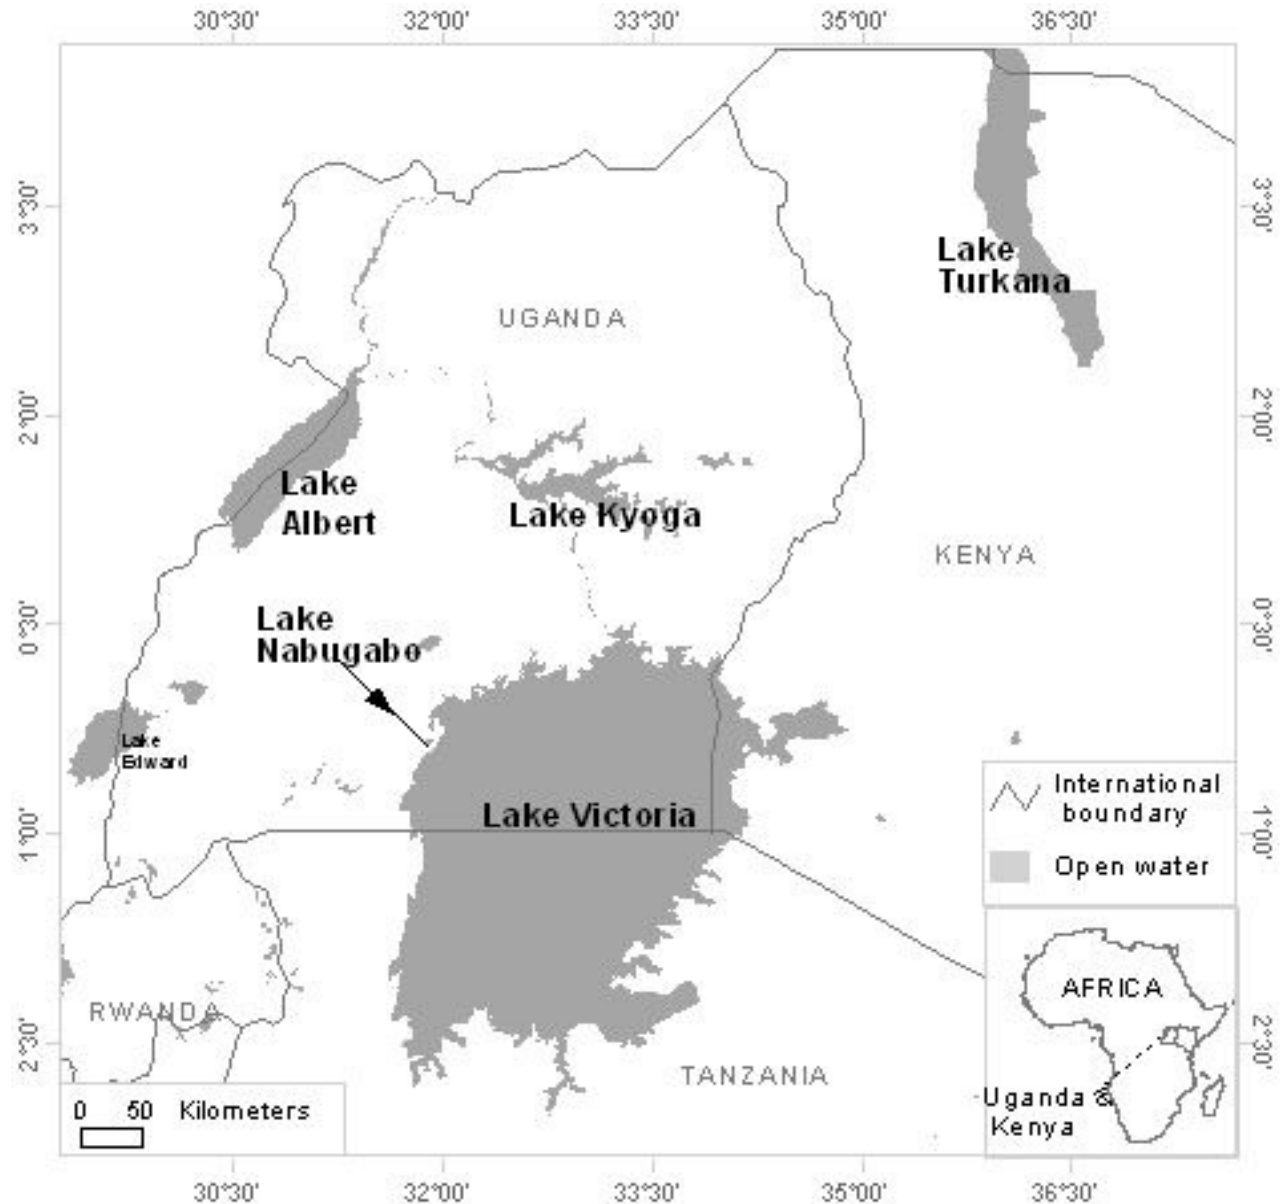 30°30' 32°00' 33°30' 35°00' 36°30'
3°30' 3°30'
Lake
Turkana
UGANDA
2°00' 2°00'
Lake
Albert
Lake Kyoga
KENYA
0°30' 0°30'
Lake
Nabugabo
Lake
Edward
International
boundary
Lake Victoria
1°00' 1°00'
Open water
AFRICA
RWANDA
2°30' 2°30'
TANZANIA
Uganda &
Kenya
0 50 Kilometers
30°30' 32°00' 33°30' 35°00' 36°30'